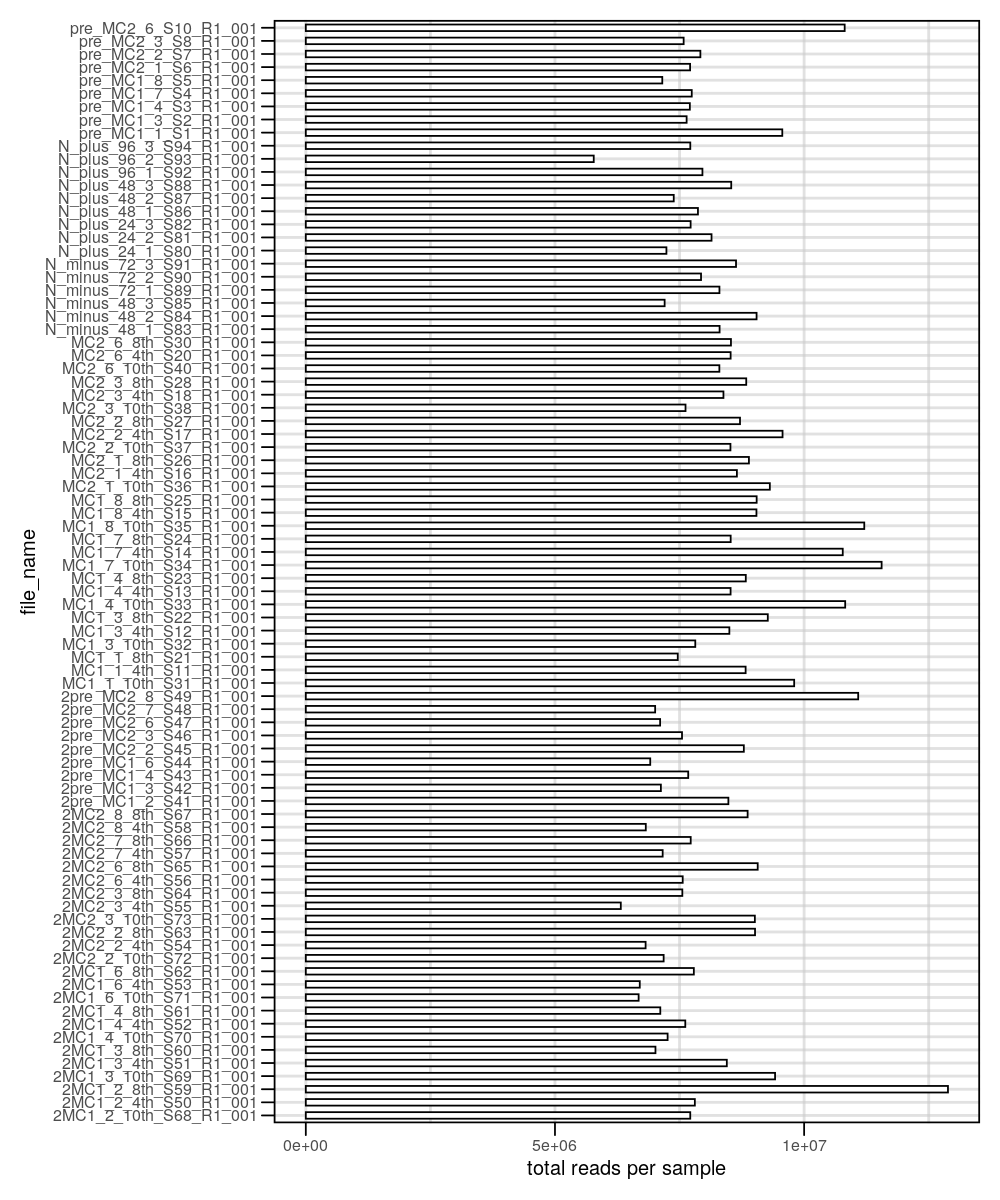 pre_MC2_6_S10_R1_001
pre_MC2_3_S8_R1_001
pre_MC2_2_S7_R1_001
pre_MC2_1_S6_R1_001
pre_MC1_8_S5_R1_001
pre_MC1_7_S4_R1_001
pre_MC1_4_S3_R1_001
pre_MC1_3_S2_R1_001
pre_MC1_1_S1_R1_001
N_plus_96_3_S94_R1_001
N_plus_96_2_S93_R1_001
N_plus_96_1_S92_R1_001
N_plus_48_3_S88_R1_001
N_plus_48_2_S87_R1_001
N_plus_48_1_S86_R1_001
N_plus_24_3_S82_R1_001
N_plus_24_2_S81_R1_001
N_plus_24_1_S80_R1_001
N_minus_72_3_S91_R1_001
N_minus_72_2_S90_R1_001
N_minus_72_1_S89_R1_001
N_minus_48_3_S85_R1_001
N_minus_48_2_S84_R1_001
N_minus_48_1_S83_R1_001
MC2_6_8th_S30_R1_001
MC2_6_4th_S20_R1_001
MC2_6_10th_S40_R1_001
MC2_3_8th_S28_R1_001
MC2_3_4th_S18_R1_001
MC2_3_10th_S38_R1_001
MC2_2_8th_S27_R1_001
MC2_2_4th_S17_R1_001
MC2_2_10th_S37_R1_001
MC2_1_8th_S26_R1_001
MC2_1_4th_S16_R1_001
MC2_1_10th_S36_R1_001
MC1_8_8th_S25_R1_001
MC1_8_4th_S15_R1_001
MC1_8_10th_S35_R1_001
MC1_7_8th_S24_R1_001
MC1_7_4th_S14_R1_001
MC1_7_10th_S34_R1_001
MC1_4_8th_S23_R1_001
MC1_4_4th_S13_R1_001
MC1_4_10th_S33_R1_001
MC1_3_8th_S22_R1_001
MC1_3_4th_S12_R1_001
MC1_3_10th_S32_R1_001
MC1_1_8th_S21_R1_001
MC1_1_4th_S11_R1_001
MC1_1_10th_S31_R1_001
2pre_MC2_8_S49_R1_001
2pre_MC2_7_S48_R1_001
2pre_MC2_6_S47_R1_001
2pre_MC2_3_S46_R1_001
2pre_MC2_2_S45_R1_001
2pre_MC1_6_S44_R1_001
2pre_MC1_4_S43_R1_001
2pre_MC1_3_S42_R1_001
2pre_MC1_2_S41_R1_001
2MC2_8_8th_S67_R1_001
2MC2_8_4th_S58_R1_001
2MC2_7_8th_S66_R1_001
2MC2_7_4th_S57_R1_001
2MC2_6_8th_S65_R1_001
2MC2_6_4th_S56_R1_001
2MC2_3_8th_S64_R1_001
2MC2_3_4th_S55_R1_001
2MC2_3_10th_S73_R1_001
2MC2_2_8th_S63_R1_001
2MC2_2_4th_S54_R1_001
2MC2_2_10th_S72_R1_001
2MC1_6_8th_S62_R1_001
2MC1_6_4th_S53_R1_001
2MC1_6_10th_S71_R1_001
2MC1_4_8th_S61_R1_001
2MC1_4_4th_S52_R1_001
2MC1_4_10th_S70_R1_001
2MC1_3_8th_S60_R1_001
2MC1_3_4th_S51_R1_001
2MC1_3_10th_S69_R1_001
2MC1_2_8th_S59_R1_001
2MC1_2_4th_S50_R1_001
2MC1_2_10th_S68_R1_001
file_name
0e+00 5e+06 1e+07
total reads per sample